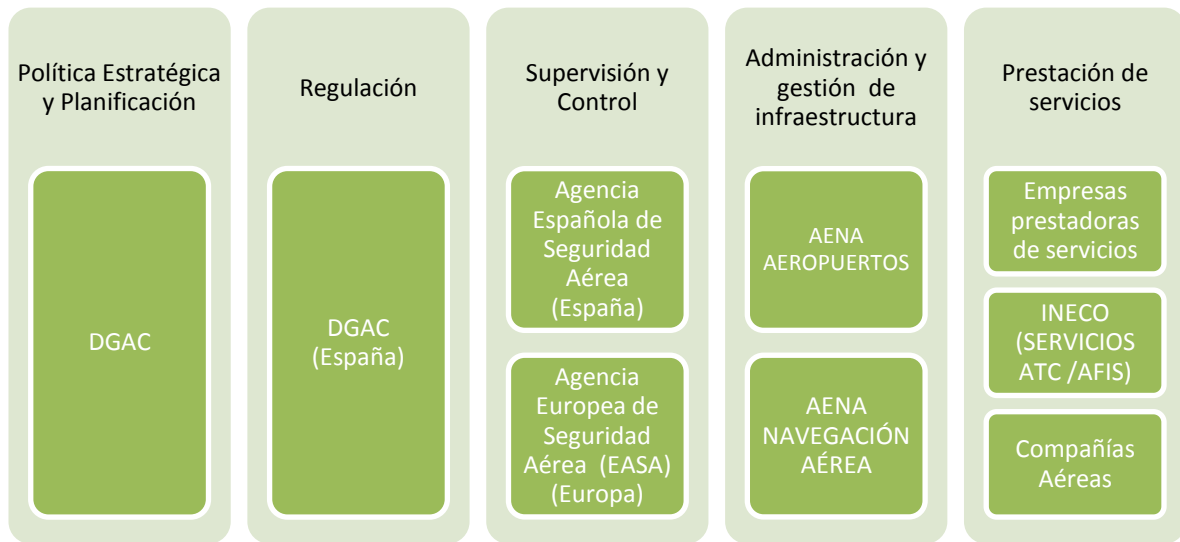 Política Estratégica
y Planificación
DGAC
Regulación
DGAC
(España)
Supervisión y
Control
Agencia
Española de
Seguridad
Aérea
(España)
Agencia
Europea de
Seguridad
Aérea (EASA)
(Europa)
Administración y
gestión de
infraestructura
AENA
AEROPUERTOS
AENA
NAVEGACIÓN
AÉREA
Prestación de
servicios
Empresas
prestadoras
de servicios
INECO
(SERVICIOS
ATC /AFIS)
Compañías
Aéreas